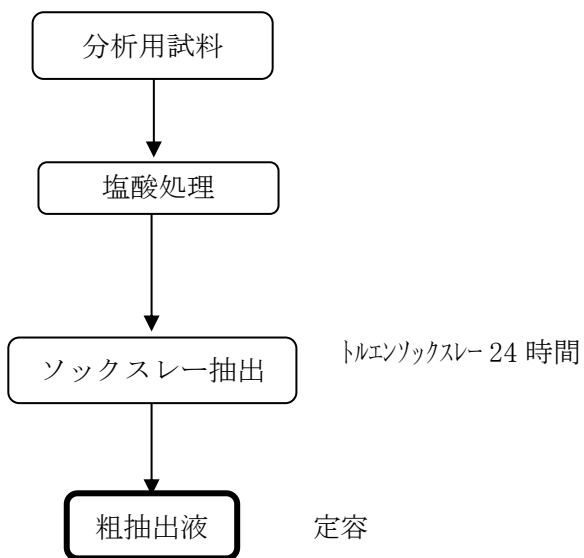 分析用試料
塩酸処理
ソックスレー抽出
ﾄﾙｴﾝｿｯｸｽﾚｰ 24 時間
粗抽出液
定容